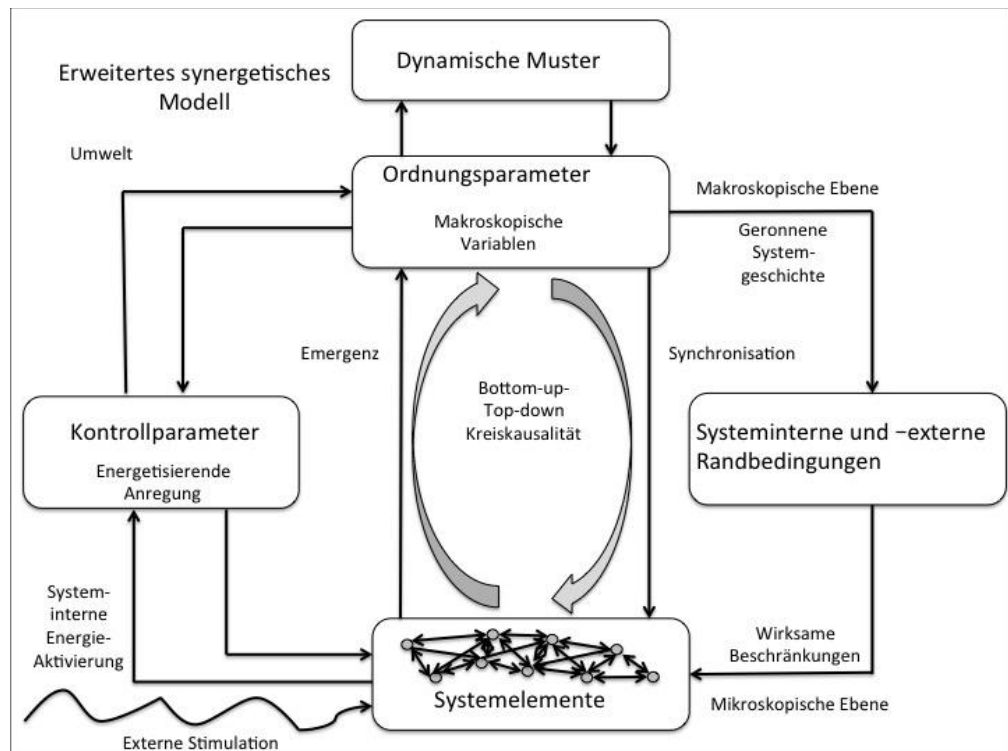 Dynamische Muster
Erweitertes synergetisches
Modell
Umwelt
Ordnungsparameter
Makroskopische
Variablen
Makroskopische Ebene
Geronnene
System-
geschichte
Emergenz
Synchronisation
Bottom-up-
Top-down
Kreiskausalität
Kontrollparameter
Energetisierende
Anregung
Systeminterne und −externe
Randbedingungen
System-
interne
Energie-
Aktivierung
Wirksame
Beschränkungen
Systemelemente
Mikroskopische Ebene
Externe Stimulation